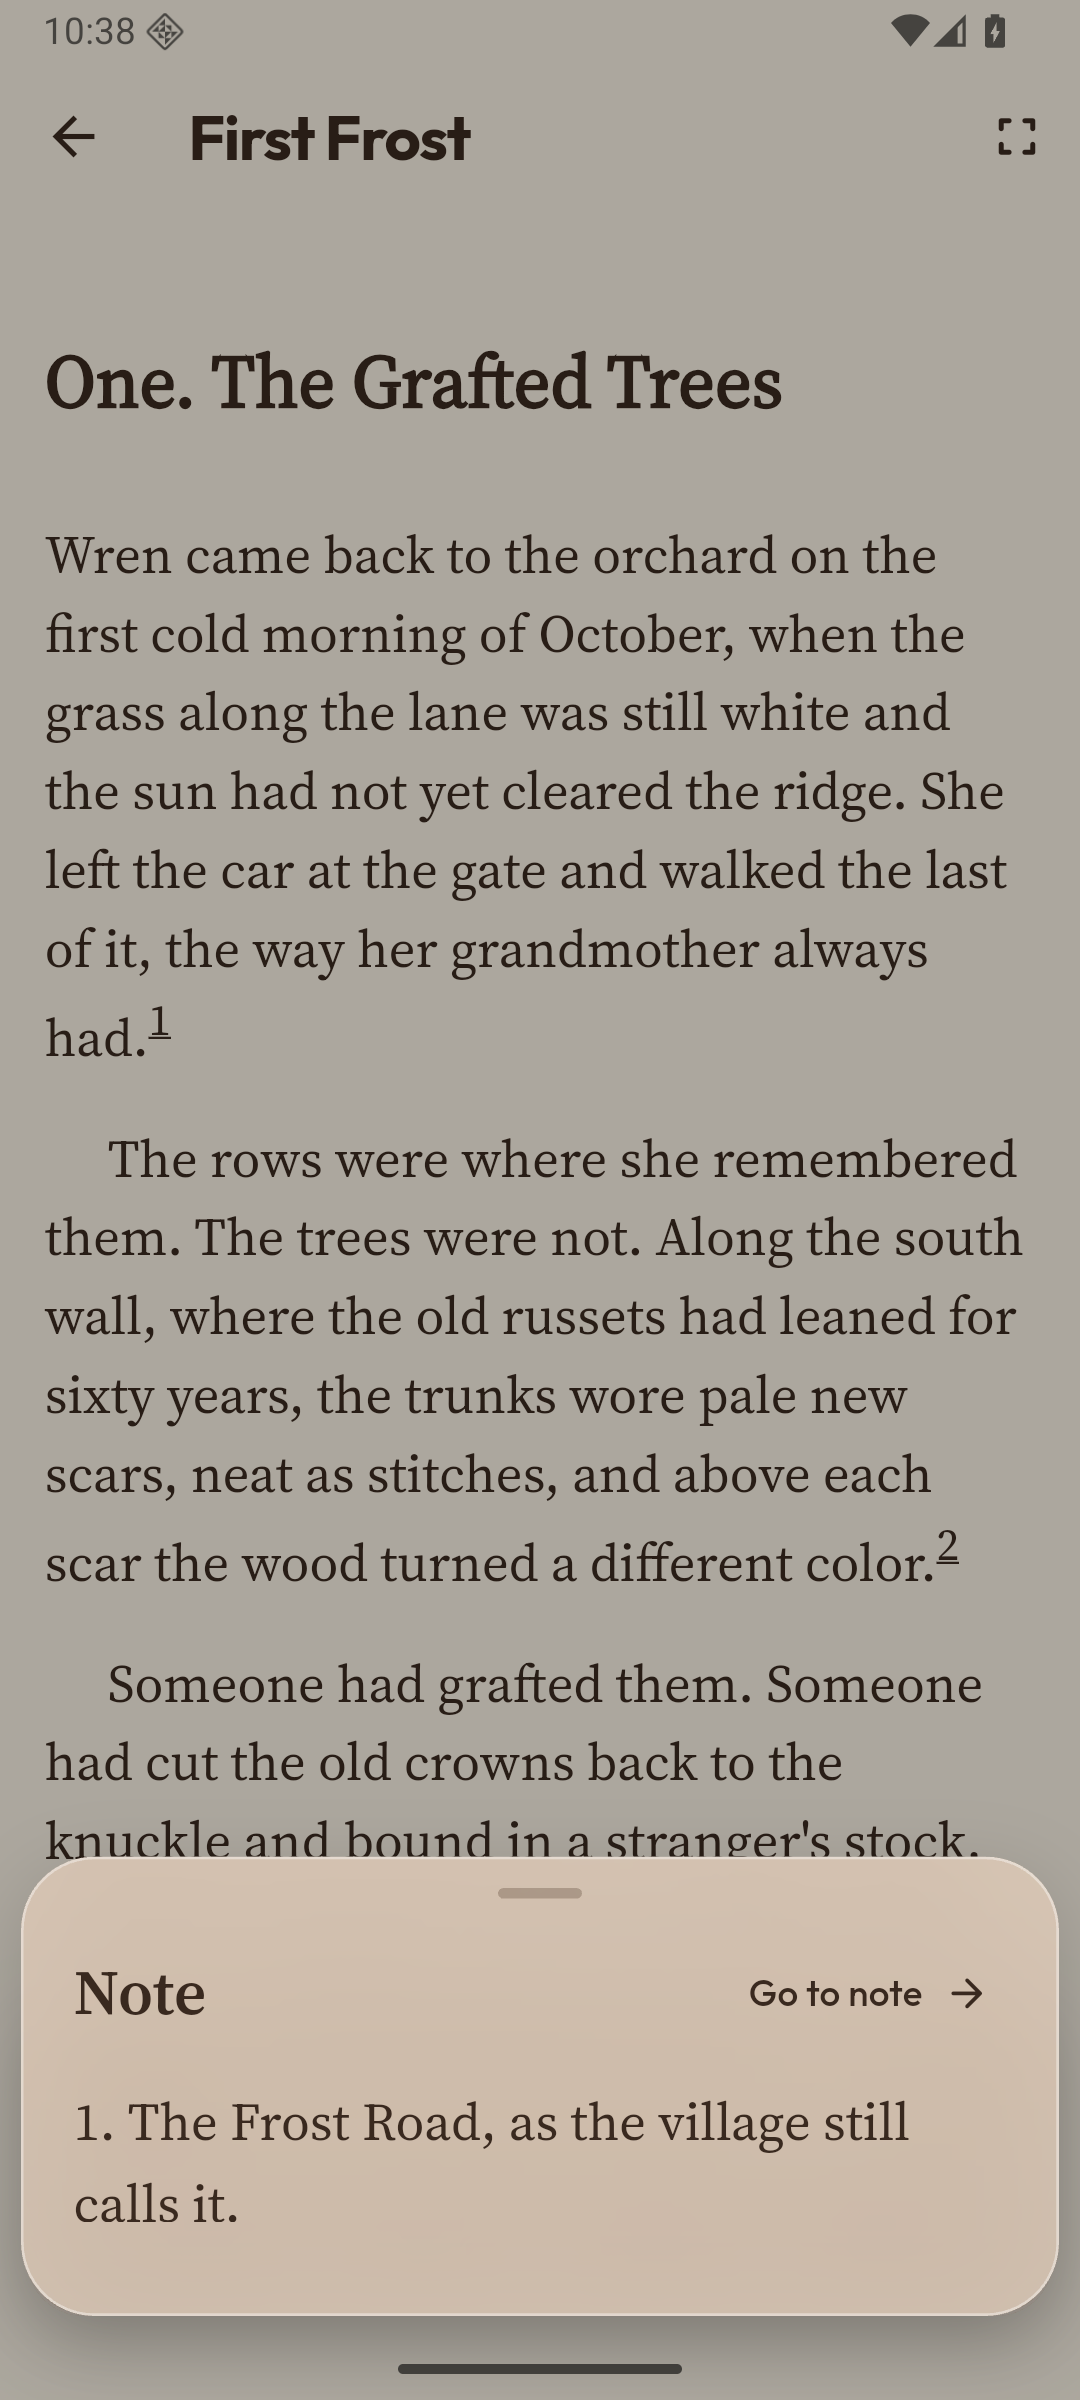 10:38
First Frost
One. The Grafted Trees
Wren came back to the orchard on the
first cold morning of October, when the
grass along the lane was still white and
the sun had not yet cleared the ridge. She
left the car at the gate and walked the last
of it, the way her grandmother always
had.1
The rows were where she remembered
them. The trees were not. Along the south
wall, where the old russets had leaned for
sixty years, the trunks wore pale new
scars, neat as stitches, and above each
scar the wood turned a different color.2
Someone had grafted them. Someone
had cut the old crowns back to the
knuckle and bound in a stranger's stock.
Note
Go to note
1. The Frost Road, as the village still
calls it.